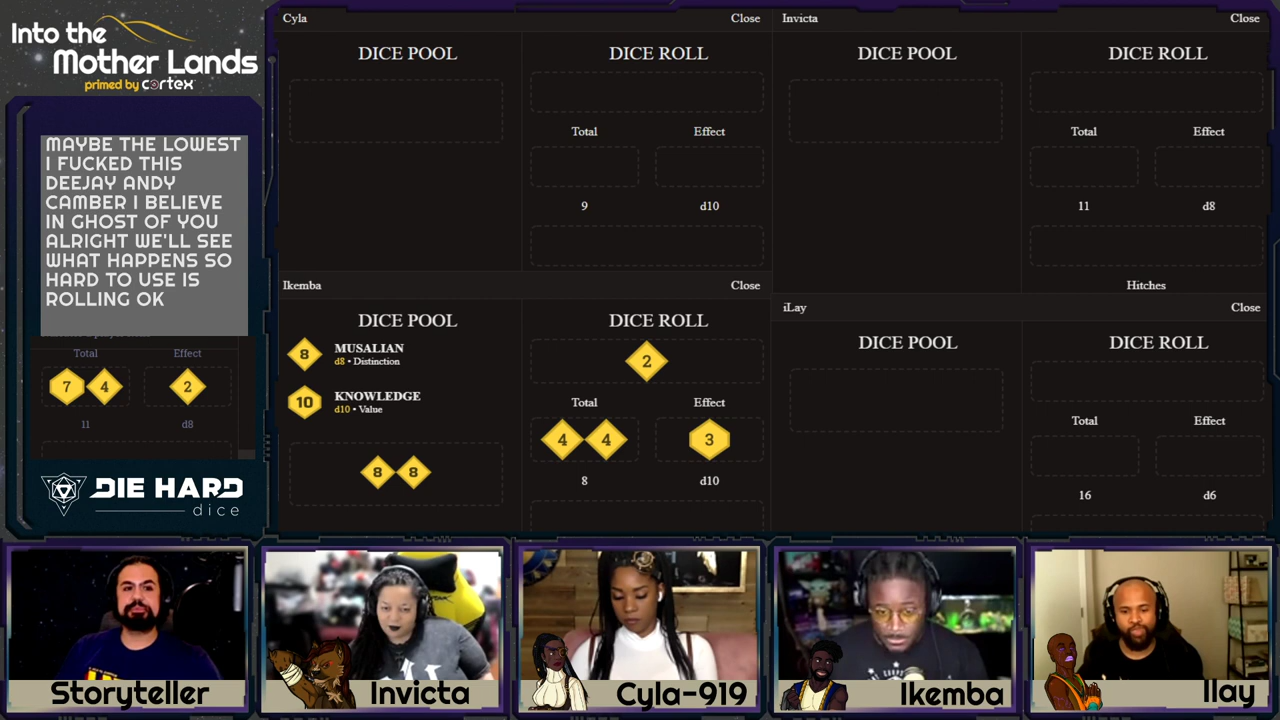 Into the
Mother Lands
primed by cortex
MAYBE THE LOWEST
I FUCKED THIS
DEEJAY ANDY
CAMBER I BELIEVE
IN GHOST OF YOU
ALRIGHT WE'LL SEE
WHAT HAPPENS SO
HARD TO USE IS
ROLLING OK
Total Effect
7 4 2
11 d8
DIE HARD
dice
Cyla Close
DICE POOL DICE ROLL
Total Effect
9 d10
Invicta Close
DICE POOL DICE ROLL
Total Effect
11 d8
Hitches
Ikemba Close
DICE POOL DICE ROLL
8 MUSALIAN
d8 • Distinction
10 KNOWLEDGE
d10 • Value
8 8
2
Total Effect
4 4 3
8 d10
iLay Close
DICE POOL DICE ROLL
Total Effect
16 d6
Storyteller
Invicta
Cyla-919
Ikemba
Ilay